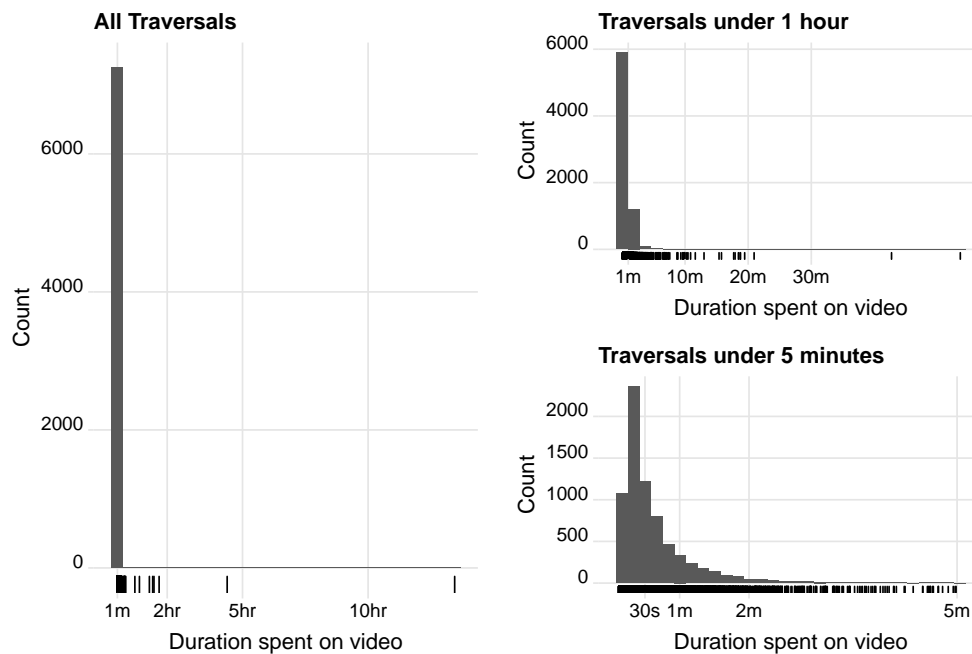 All Traversals
Count
6000
4000
2000
0
1m 2hr 5hr 10hr
Duration spent on video
Traversals under 1 hour
Count
6000
4000
2000
0
1m 10m 20m 30m
Duration spent on video
Traversals under 5 minutes
Count
2000
1500
1000
500
0
30s 1m 2m 5m
Duration spent on video